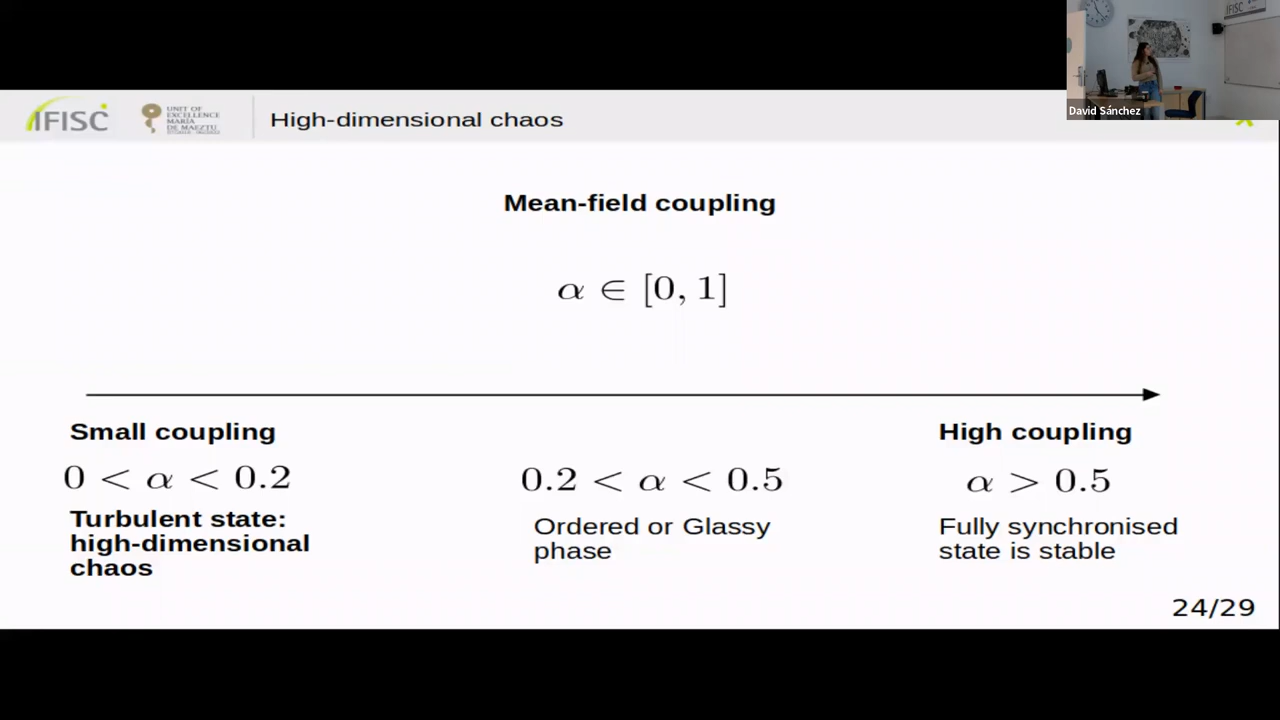 IFISC
David Sánchez
IFISC
UNIT OF
EXCELLENCE
MARÍA
DE MAEZTU
High-dimensional chaos
Mean-field coupling
α ∈ [0, 1]
Small coupling
High coupling
0 < α < 0.2
0.2 < α < 0.5
α > 0.5
Turbulent state:
high-dimensional
chaos
Ordered or Glassy
phase
Fully synchronised
state is stable
24/29